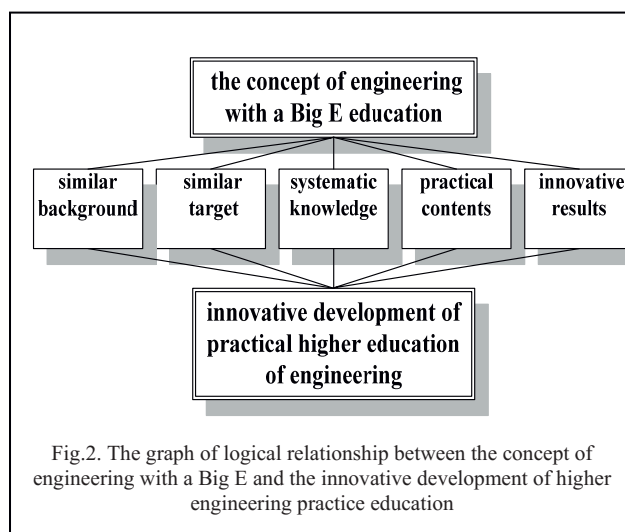 the concept of engineering
with a Big E education
similar
background
similar
target
systematic
knowledge
practical
contents
innovative
results
innovative development of
practical higher education
of engineering
Fig.2. The graph of logical relationship between the concept of
engineering with a Big E and the innovative development of higher
engineering practice education